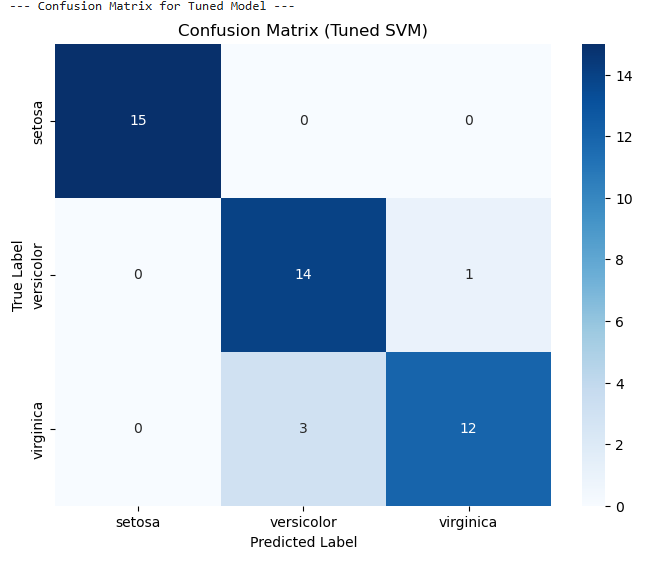 --- Confusion Matrix for Tuned Model ---
Confusion Matrix (Tuned SVM)
setosa
15
0
0
14
12
True Label
versicolor
0
14
1
10
8
6
virginica
0
3
12
4
2
0
setosa
versicolor
virginica
Predicted Label